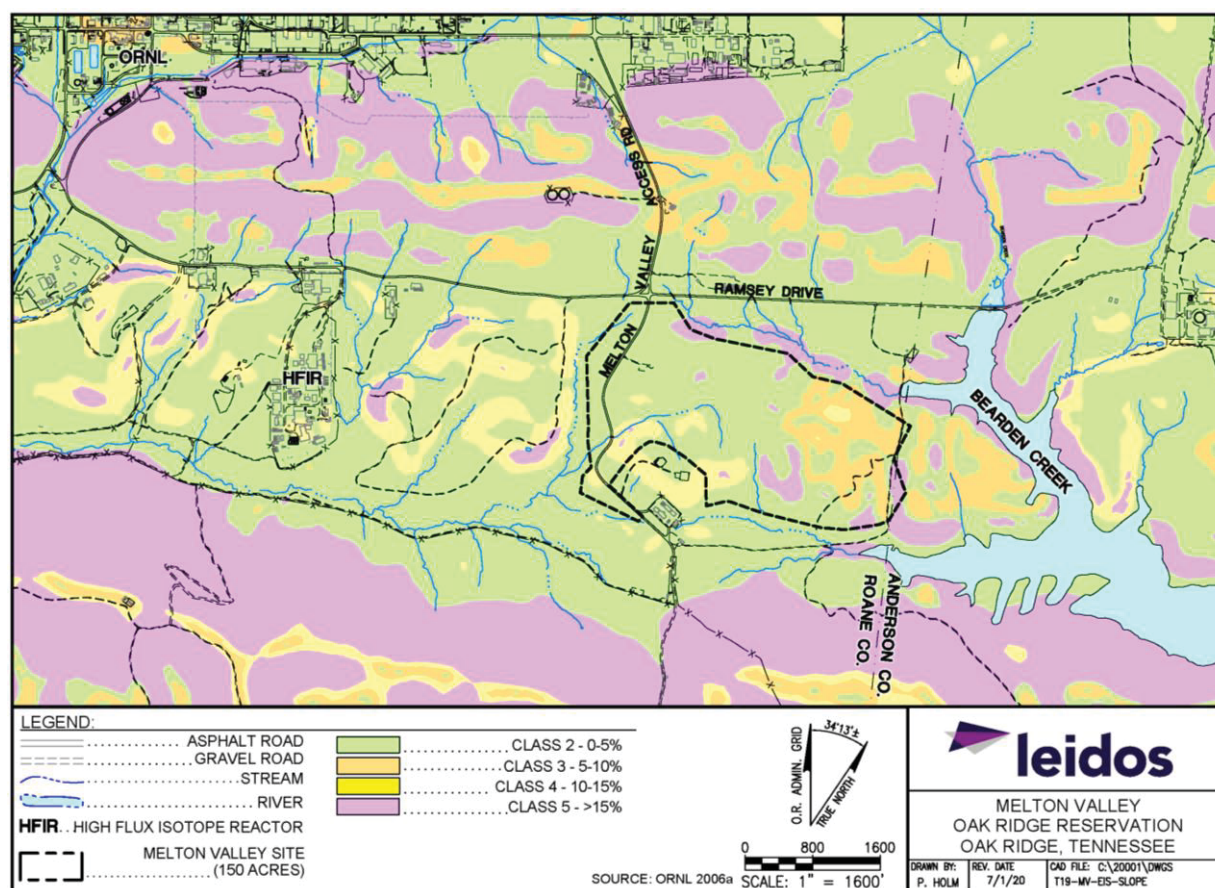 ORNL
ACCESS RD
VALLEY
MELTON
RAMSEY DRIVE
HFIR
BEARDEN CREEK
ANDERSON CO.
ROANE CO.
LEGEND:
ASPHALT ROAD
GRAVEL ROAD
STREAM
RIVER
HFIR.. HIGH FLUX ISOTOPE REACTOR
MELTON VALLEY SITE
(150 ACRES)
CLASS 2 - 0-5%
CLASS 3 - 5-10%
CLASS 4 - 10-15%
CLASS 5 - >15%
SOURCE: ORNL 2006a
O.R. ADMIN. GRID
34°13'±
TRUE NORTH
0 800 1600
SCALE: 1" = 1600'
leidos
MELTON VALLEY
OAK RIDGE RESERVATION
OAK RIDGE, TENNESSEE
DRAWN BY:
P. HOLM
REV. DATE
7/1/20
CAD FILE: C:\20001\DWGS
T19-MV-EIS-SLOPE